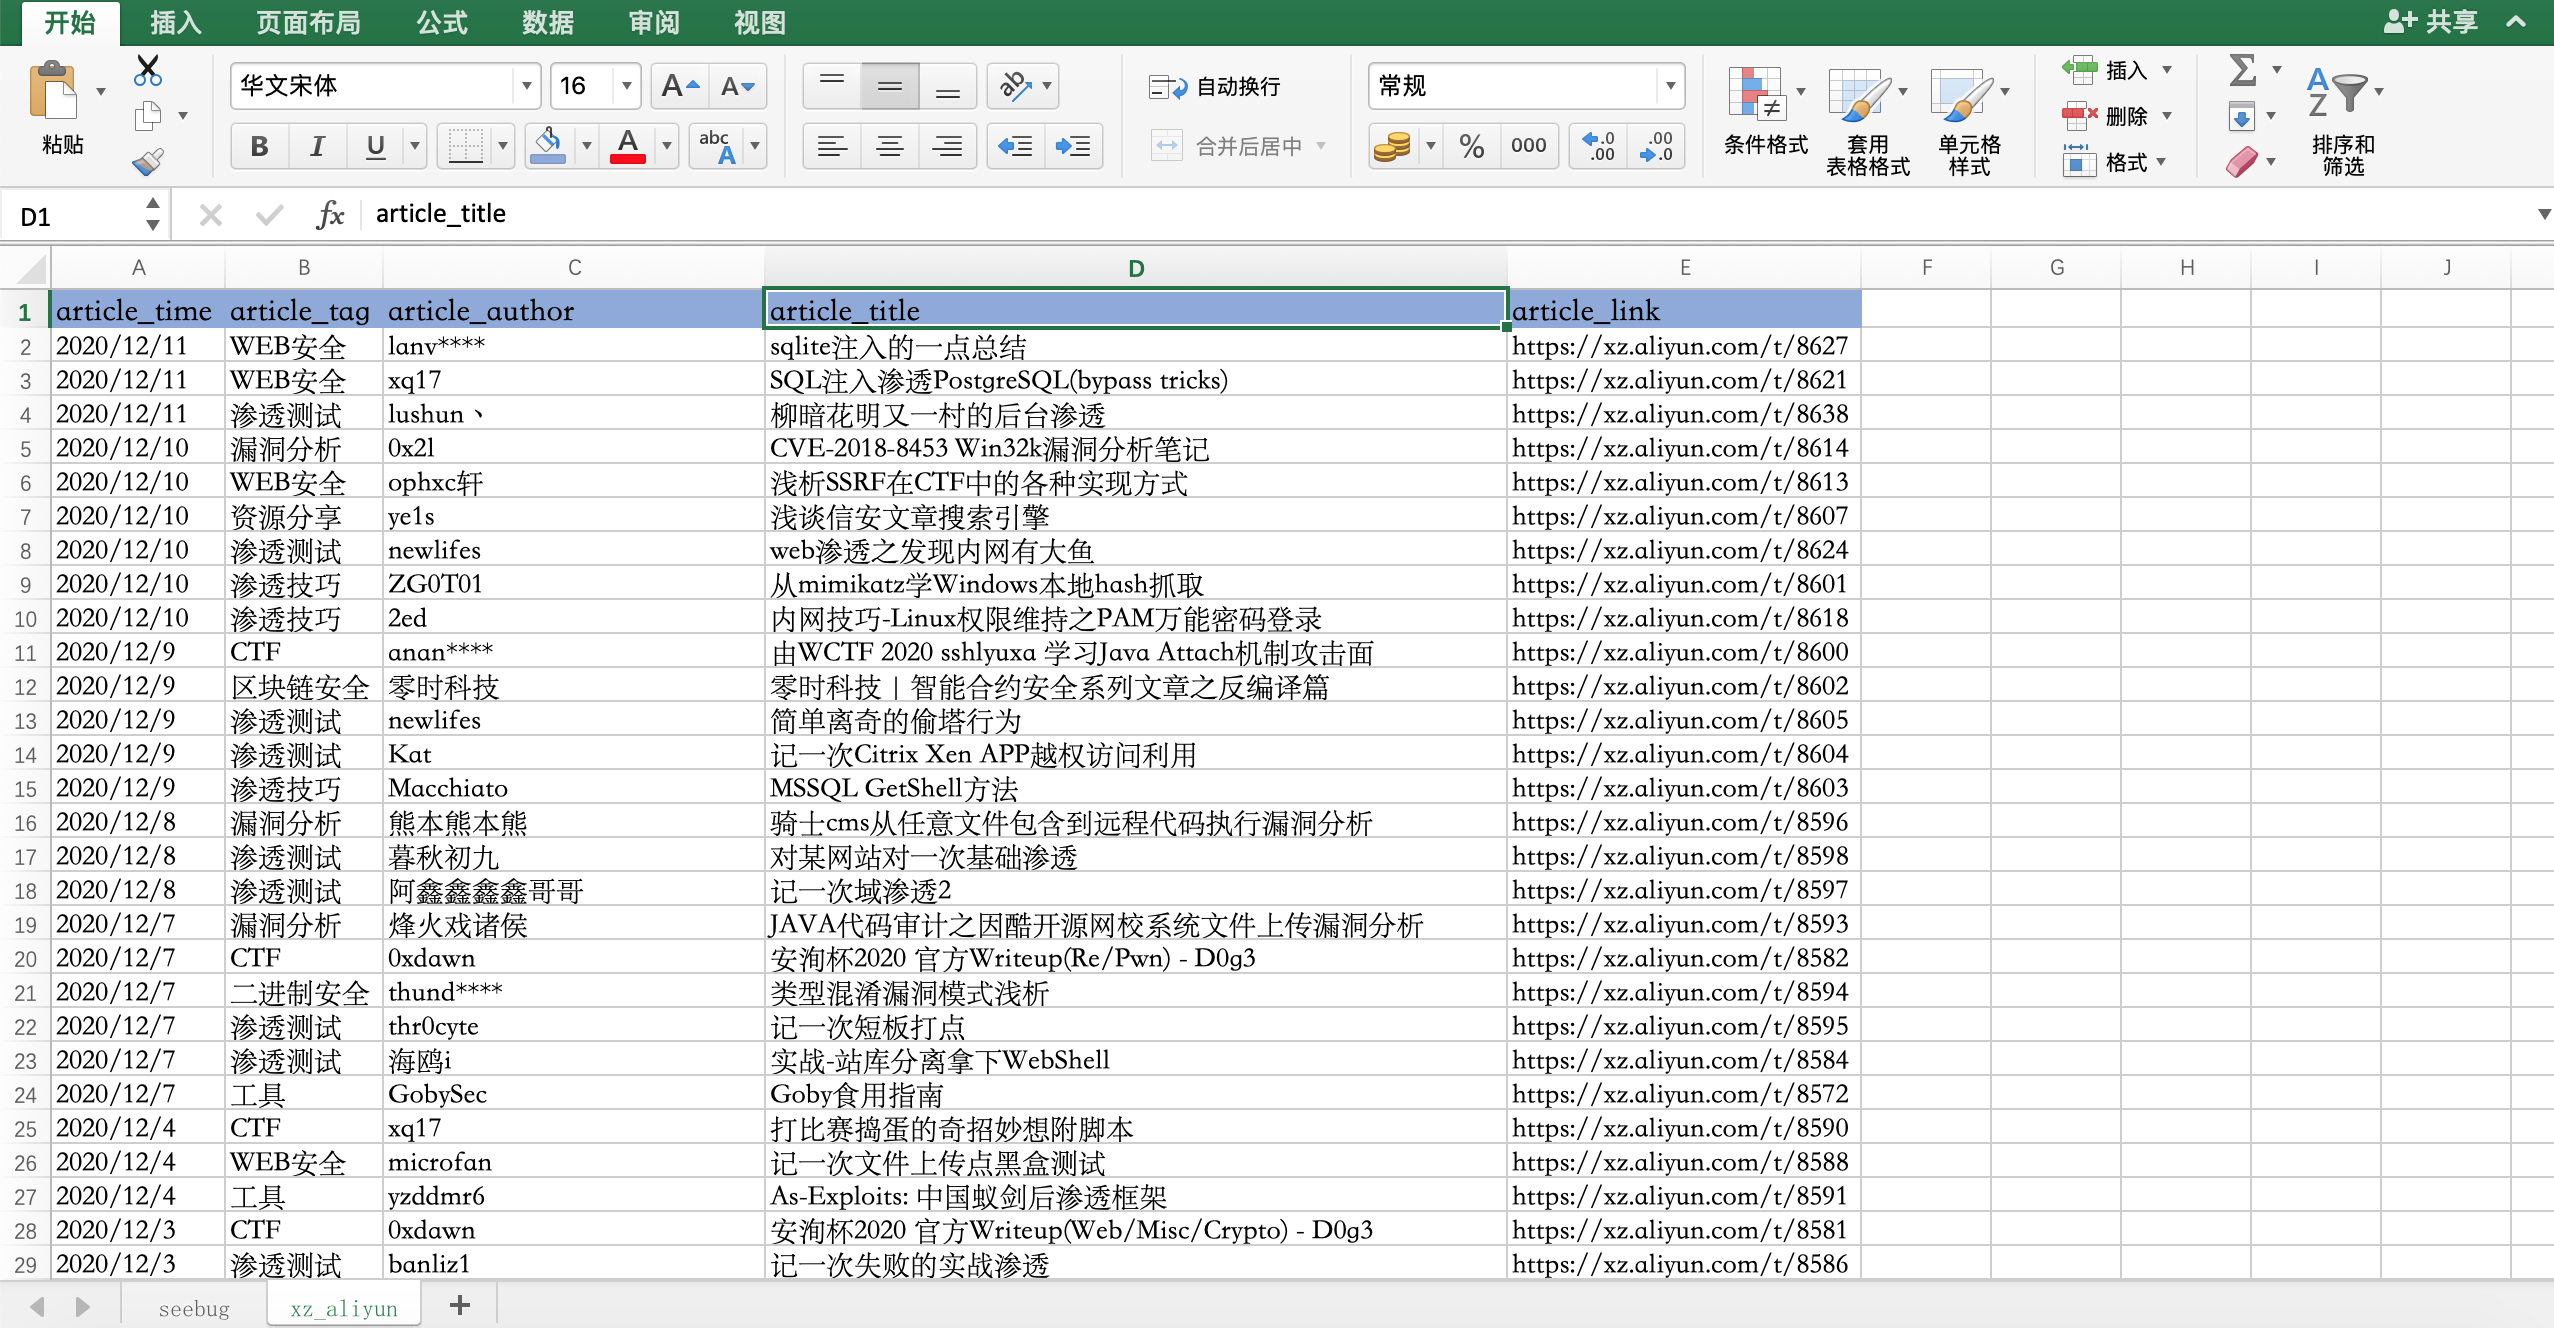 开始 插入 页面布局 公式 数据 审阅 视图 共享
粘贴 华文宋体 16 A A 自动换行 常规 条件格式 套用 表格格式 单元格 样式 插入 删除 格式 排序和 筛选
B I U A abc A 合并后居中 % 000 .0 .00 .00 .0
D1 fx article_title
A B C D E F G H I J
1 article_time article_tag article_author article_title article_link
2 2020/12/11 WEB安全 lanv**** sqlite注入的一点总结 https://xz.aliyun.com/t/8627
3 2020/12/11 WEB安全 xq17 SQL注入渗透PostgreSQL(bypass tricks) https://xz.aliyun.com/t/8621
4 2020/12/11 渗透测试 lushun丶 柳暗花明又一村的后台渗透 https://xz.aliyun.com/t/8638
5 2020/12/10 漏洞分析 0x2l CVE-2018-8453 Win32k漏洞分析笔记 https://xz.aliyun.com/t/8614
6 2020/12/10 WEB安全 ophxc轩 浅析SSRF在CTF中的各种实现方式 https://xz.aliyun.com/t/8613
7 2020/12/10 资源分享 ye1s 浅谈信安文章搜索引擎 https://xz.aliyun.com/t/8607
8 2020/12/10 渗透测试 newlifes web渗透之发现内网有大鱼 https://xz.aliyun.com/t/8624
9 2020/12/10 渗透技巧 ZG0T01 从mimikatz学Windows本地hash抓取 https://xz.aliyun.com/t/8601
10 2020/12/10 渗透技巧 2ed 内网技巧-Linux权限维持之PAM万能密码登录 https://xz.aliyun.com/t/8618
11 2020/12/9 CTF anan**** 由WCTF 2020 sshlyuxa 学习Java Attach机制攻击面 https://xz.aliyun.com/t/8600
12 2020/12/9 区块链安全 零时科技 零时科技 | 智能合约安全系列文章之反编译篇 https://xz.aliyun.com/t/8602
13 2020/12/9 渗透测试 newlifes 简单离奇的偷塔行为 https://xz.aliyun.com/t/8605
14 2020/12/9 渗透测试 Kat 记一次Citrix Xen APP越权访问利用 https://xz.aliyun.com/t/8604
15 2020/12/9 渗透技巧 Macchiato MSSQL GetShell方法 https://xz.aliyun.com/t/8603
16 2020/12/8 漏洞分析 熊本熊本熊 骑士cms从任意文件包含到远程代码执行漏洞分析 https://xz.aliyun.com/t/8596
17 2020/12/8 渗透测试 暮秋初九 对某网站对一次基础渗透 https://xz.aliyun.com/t/8598
18 2020/12/8 渗透测试 阿鑫鑫鑫鑫哥哥 记一次域渗透2 https://xz.aliyun.com/t/8597
19 2020/12/7 漏洞分析 烽火戏诸侯 JAVA代码审计之因酷开源网校系统文件上传漏洞分析 https://xz.aliyun.com/t/8593
20 2020/12/7 CTF 0xdawn 安洵杯2020 官方Writeup(Re/Pwn) - D0g3 https://xz.aliyun.com/t/8582
21 2020/12/7 二进制安全 thund**** 类型混淆漏洞模式浅析 https://xz.aliyun.com/t/8594
22 2020/12/7 渗透测试 thr0cyte 记一次短板打点 https://xz.aliyun.com/t/8595
23 2020/12/7 渗透测试 海鸥i 实战-站库分离拿下WebShell https://xz.aliyun.com/t/8584
24 2020/12/7 工具 GobySec Goby食用指南 https://xz.aliyun.com/t/8572
25 2020/12/4 CTF xq17 打比赛捣蛋的奇招妙想附脚本 https://xz.aliyun.com/t/8590
26 2020/12/4 WEB安全 microfan 记一次文件上传点黑盒测试 https://xz.aliyun.com/t/8588
27 2020/12/4 工具 yzddmr6 As-Exploits: 中国蚁剑后渗透框架 https://xz.aliyun.com/t/8591
28 2020/12/3 CTF 0xdawn 安洵杯2020 官方Writeup(Web/Misc/Crypto) - D0g3 https://xz.aliyun.com/t/8581
29 2020/12/3 渗透测试 banliz1 记一次失败的实战渗透 https://xz.aliyun.com/t/8586
seebug xz_aliyun